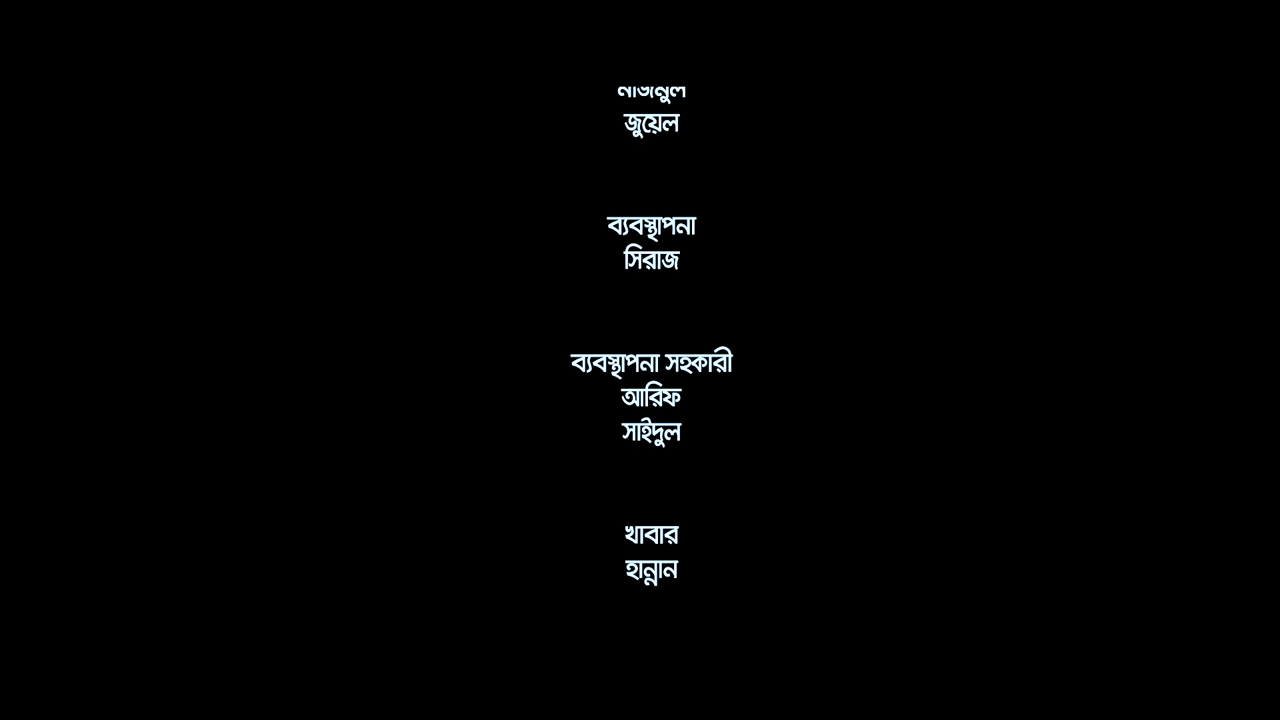 জুয়েল
ব্যবস্থাপনা
সিরাজ
ব্যবস্থাপনা সহকারী
আরিফ
সাইদুল
খাবার
হান্নান